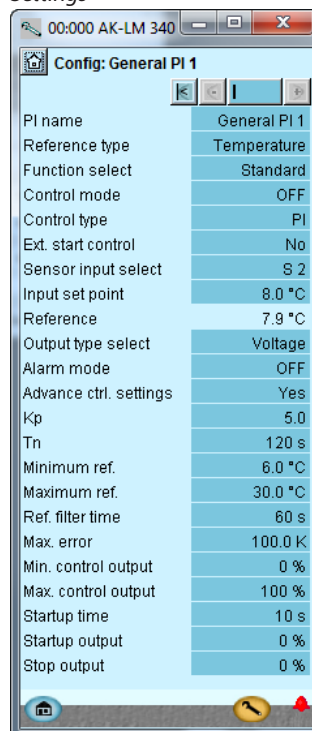 Settings
00:000 AK-LM 340
Config: General PI 1
PI name General PI 1
Reference type Temperature
Function select Standard
Control mode OFF
Control type PI
Ext. start control No
Sensor input select S 2
Input set point 8.0 °C
Reference 7.9 °C
Output type select Voltage
Alarm mode OFF
Advance ctrl. settings Yes
Kp 5.0
Tn 120 s
Minimum ref. 6.0 °C
Maximum ref. 30.0 °C
Ref. filter time 60 s
Max. error 100.0 K
Min. control output 0 %
Max. control output 100 %
Startup time 10 s
Startup output 0 %
Stop output 0 %